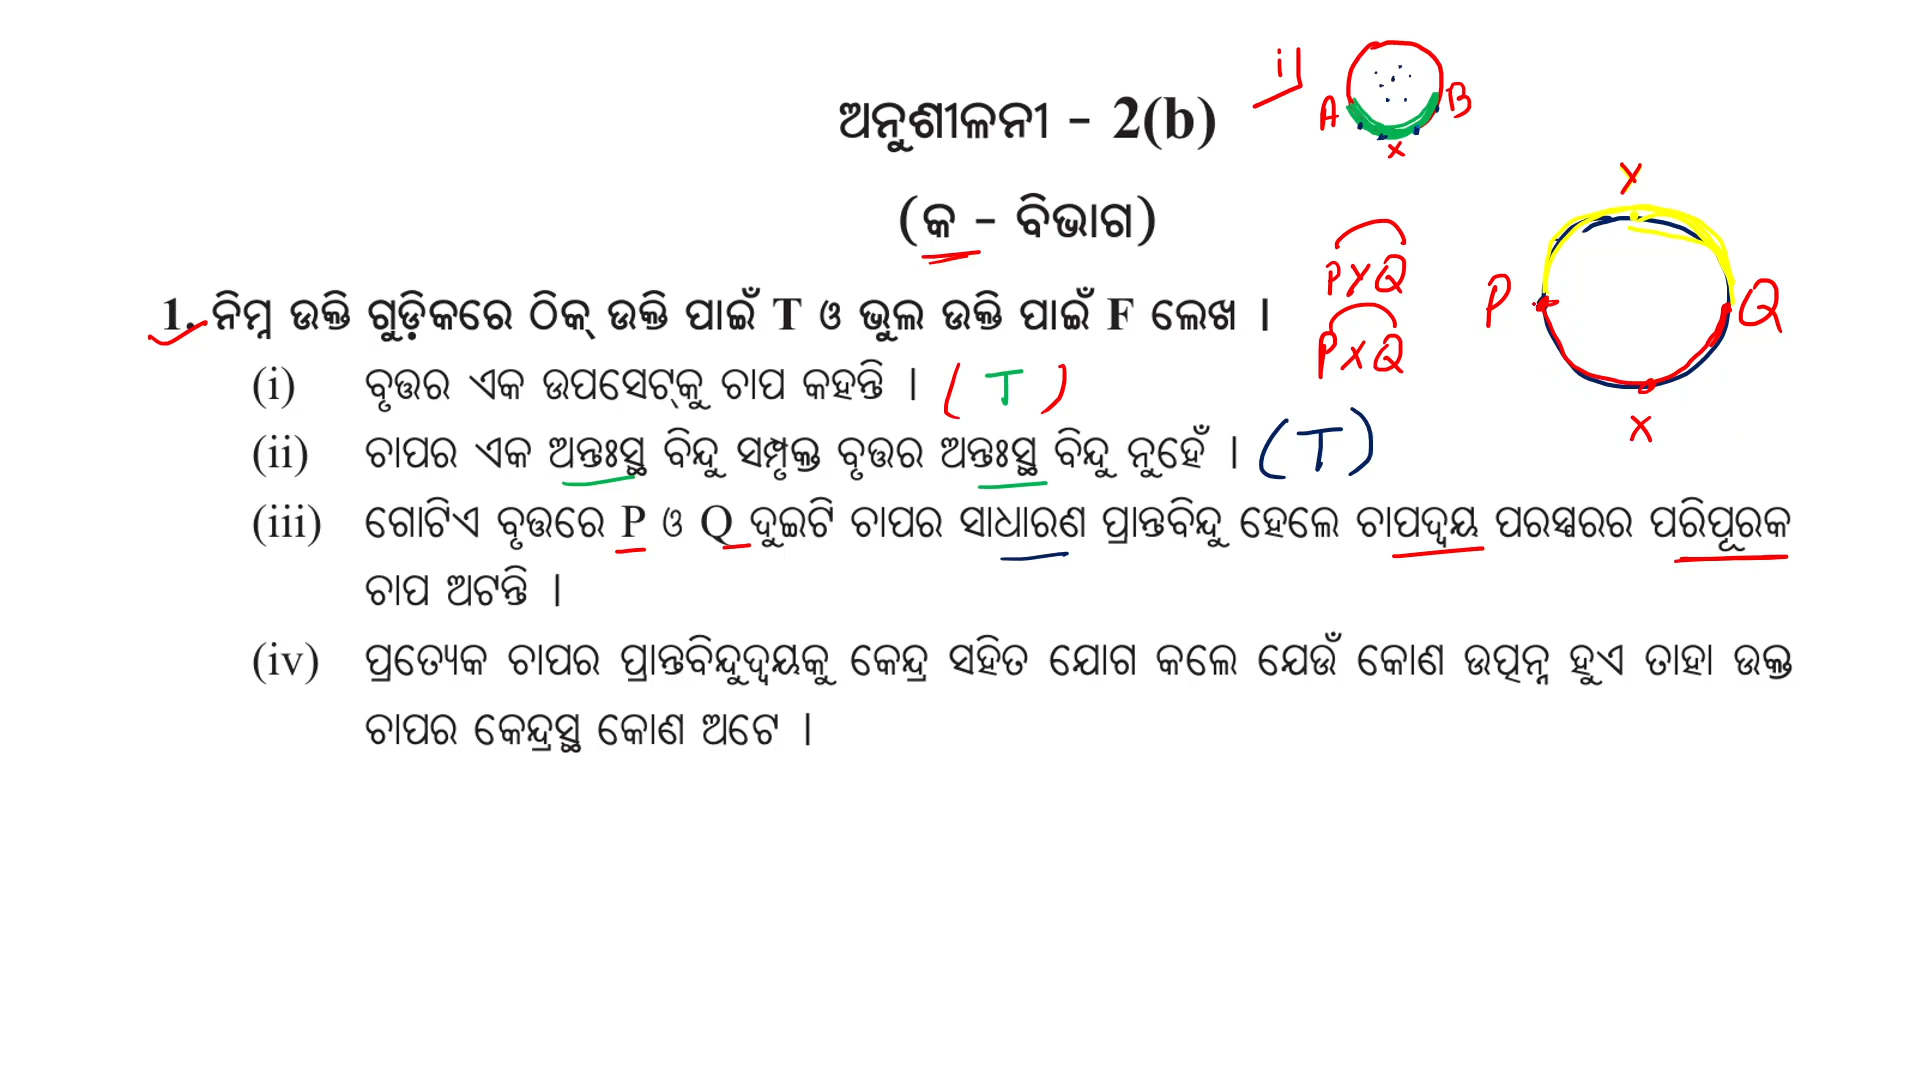 ଅନୁଶୀଳନୀ - 2(b)
(କ - ବିଭାଗ)
1. ନିମ୍ନ ଉକ୍ତି ଗୁଡ଼ିକରେ ଠିକ୍ ଉକ୍ତି ପାଇଁ T ଓ ଭୁଲ ଉକ୍ତି ପାଇଁ F ଲେଖ ।
(i) ବୃତ୍ତର ଏକ ଉପସେଟ୍‌କୁ ଚାପ କହନ୍ତି । ( T )
(ii) ଚାପର ଏକ ଅନ୍ତଃସ୍ଥ ବିନ୍ଦୁ ସମ୍ପୃକ୍ତ ବୃତ୍ତର ଅନ୍ତଃସ୍ଥ ବିନ୍ଦୁ ନୁହେଁ । (T)
(iii) ଗୋଟିଏ ବୃତ୍ତରେ P ଓ Q ଦୁଇଟି ଚାପର ସାଧାରଣ ପ୍ରାନ୍ତବିନ୍ଦୁ ହେଲେ ଚାପଦ୍ୱୟ ପରସ୍ପରର ପରିପୂରକ
ଚାପ ଅଟନ୍ତି ।
(iv) ପ୍ରତ୍ୟେକ ଚାପର ପ୍ରାନ୍ତବିନ୍ଦୁଦ୍ୱୟକୁ କେନ୍ଦ୍ର ସହିତ ଯୋଗ କଲେ ଯେଉଁ କୋଣ ଉତ୍ପନ୍ନ ହୁଏ ତାହା ଉକ୍ତ
ଚାପର କେନ୍ଦ୍ରସ୍ଥ କୋଣ ଅଟେ ।
i)
A
B
x
PYQ
PXQ
Y
P
Q
X